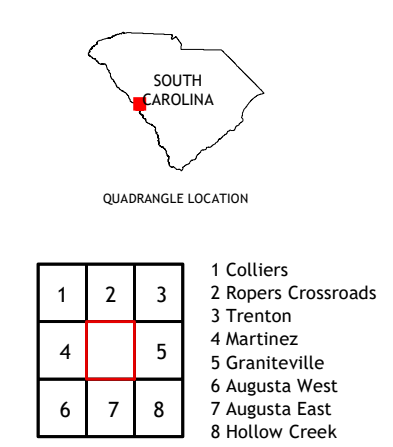 SOUTH
CAROLINA
QUADRANGLE LOCATION
1 2 3
4 5
6 7 8
1 Colliers
2 Ropers Crossroads
3 Trenton
4 Martinez
5 Graniteville
6 Augusta West
7 Augusta East
8 Hollow Creek